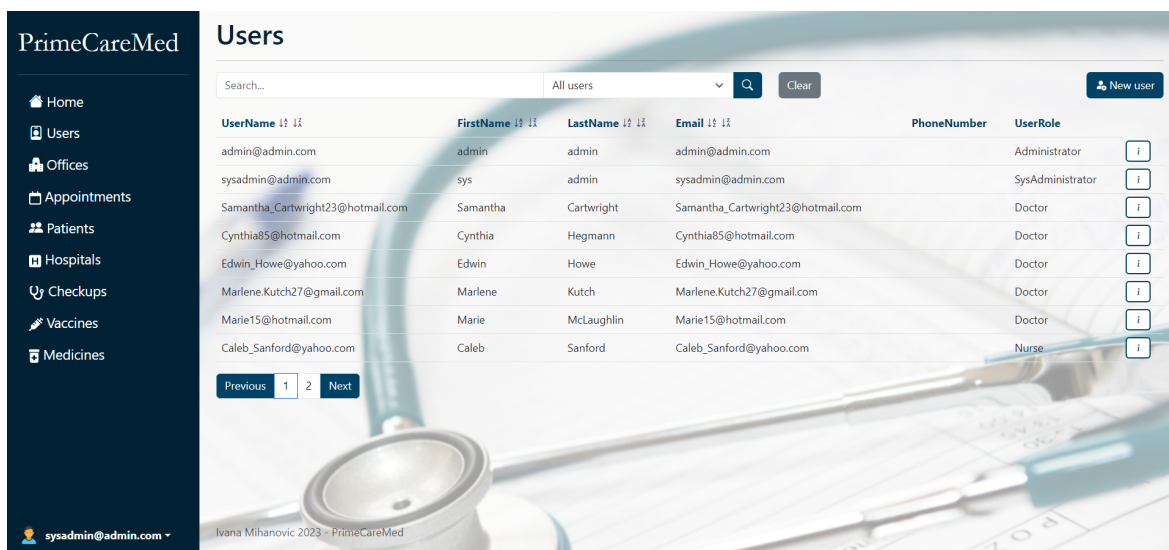 PrimeCareMed
Home
Users
Offices
Appointments
Patients
Hospitals
Checkups
Vaccines
Medicines
sysadmin@admin.com
Users
Search... All users Clear New user
UserName FirstName LastName Email PhoneNumber UserRole
admin@admin.com admin admin admin@admin.com Administrator i
sysadmin@admin.com sys admin sysadmin@admin.com SysAdministrator i
Samantha_Cartwright23@hotmail.com Samantha Cartwright Samantha_Cartwright23@hotmail.com Doctor i
Cynthia85@hotmail.com Cynthia Hegmann Cynthia85@hotmail.com Doctor i
Edwin_Howe@yahoo.com Edwin Howe Edwin_Howe@yahoo.com Doctor i
Marlene.Kutch27@gmail.com Marlene Kutch Marlene.Kutch27@gmail.com Doctor i
Marie15@hotmail.com Marie McLaughlin Marie15@hotmail.com Doctor i
Caleb_Sanford@yahoo.com Caleb Sanford Caleb_Sanford@yahoo.com Nurse i
Previous 1 2 Next
Ivana Mihanovic 2023 - PrimeCareMed